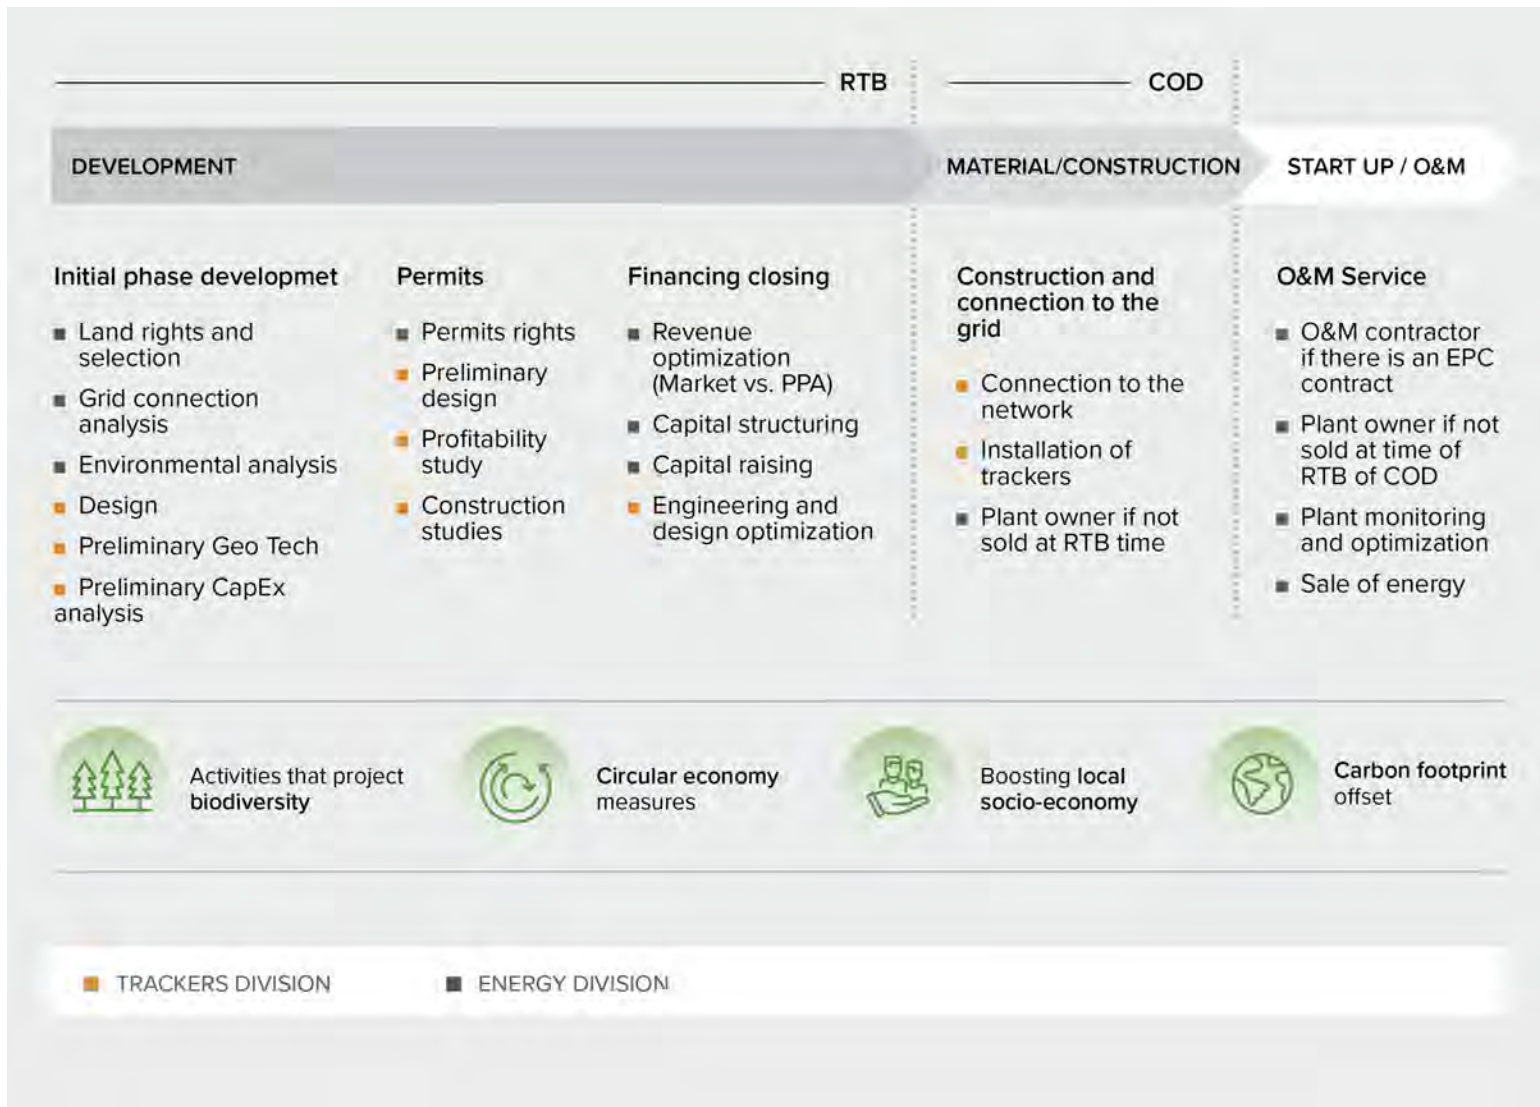 RTB
COD
DEVELOPMENT
MATERIAL/CONSTRUCTION
START UP / O&M
Initial phase developmet
Land rights and
selection
Grid connection
analysis
Environmental analysis
Design
Preliminary Geo Tech
Preliminary CapEx
analysis
Permits
Permits rights
Preliminary
design
Profitability
study
Construction
studies
Financing closing
Revenue
optimization
(Market vs. PPA)
Capital structuring
Capital raising
Engineering and
design optimization
Construction and
connection to the
grid
Connection to the
network
Installation of
trackers
Plant owner if not
sold at RTB time
O&M Service
O&M contractor
if there is an EPC
contract
Plant owner if not
sold at time of
RTB of COD
Plant monitoring
and optimization
Sale of energy
Activities that project
biodiversity
Circular economy
measures
Boosting local
socio-economy
Carbon footprint
offset
TRACKERS DIVISION
ENERGY DIVISION